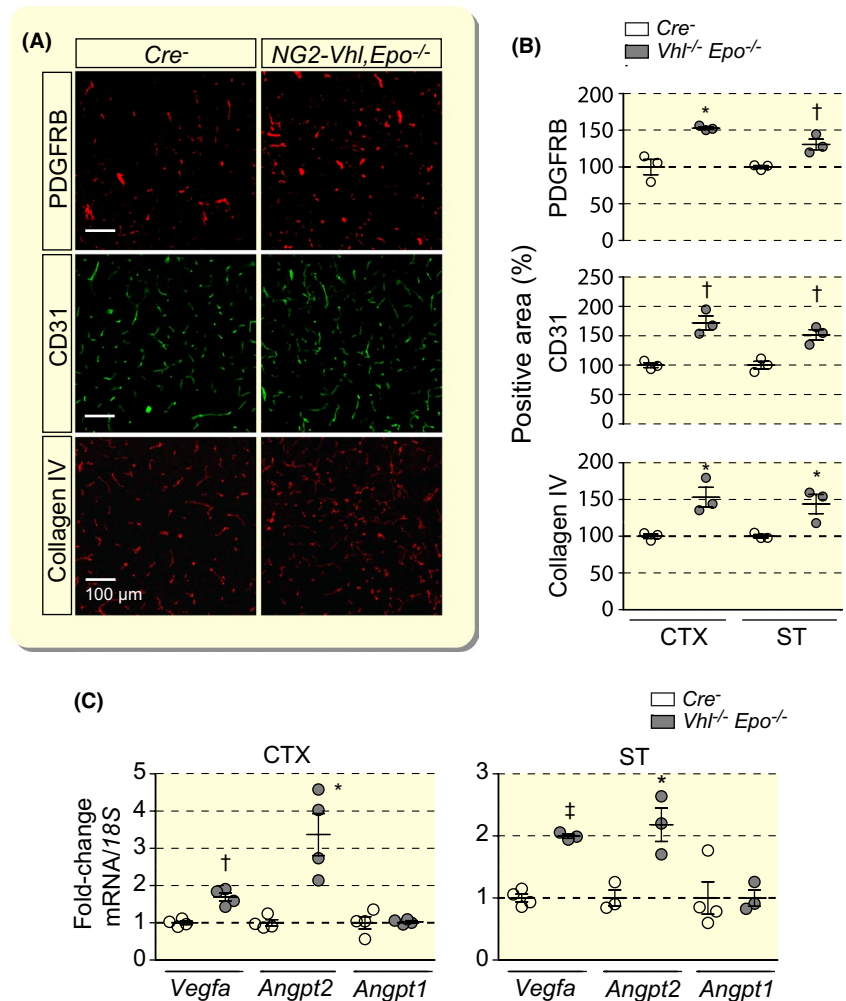 (A)
Cre- NG2-Vhl,Epo-/-
PDGFRB
CD31
Collagen IV
100 µm
(B)
Cre-
Vhl-/- Epo-/-
Positive area (%)
PDGFRB
200
150
100
50
0
* †
CD31
250
200
150
100
50
0
† †
Collagen IV
200
150
100
50
0
* *
CTX ST
(C)
Cre-
Vhl-/- Epo-/-
CTX
Fold-change
mRNA/18S
5
4
3
2
1
0
† *
Vegfa Angpt2 Angpt1
ST
3
2
1
0
‡ *
Vegfa Angpt2 Angpt1